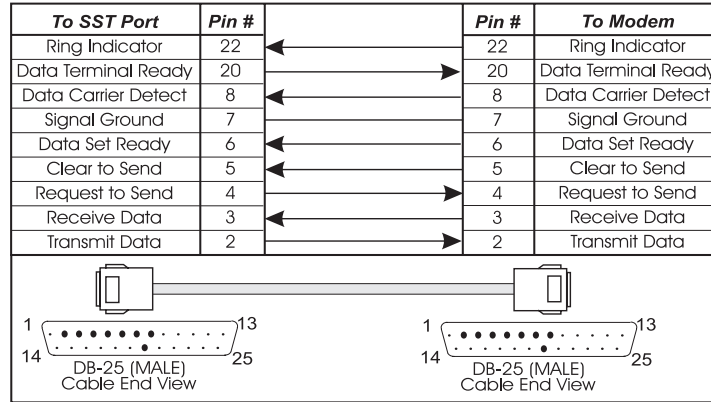 To SST Port Pin # Pin # To Modem
Ring Indicator 22 22 Ring Indicator
Data Terminal Ready 20 20 Data Terminal Ready
Data Carrier Detect 8 8 Data Carrier Detect
Signal Ground 7 7 Signal Ground
Data Set Ready 6 6 Data Set Ready
Clear to Send 5 5 Clear to Send
Request to Send 4 4 Request to Send
Receive Data 3 3 Receive Data
Transmit Data 2 2 Transmit Data
1 13 1 13
14 25 14 25
DB-25 (MALE) DB-25 (MALE)
Cable End View Cable End View